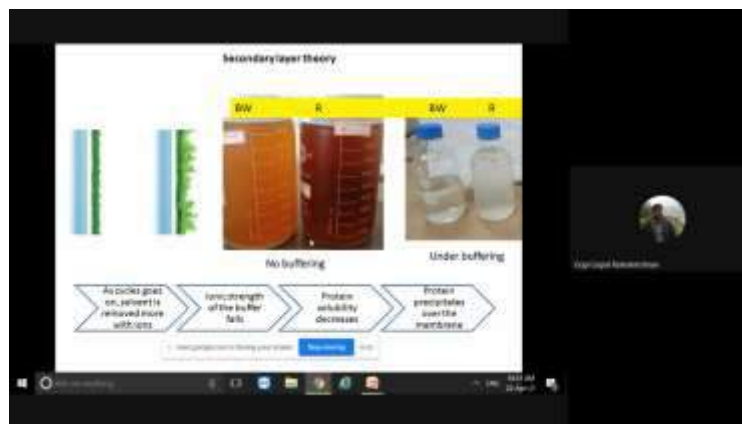 Secondary layer theory
BW R BW R
No buffering
Under buffering
As cycles goes
on, solvent is
removed more
with ions
Ionic strength
of the buffer
falls
Protein
solubility
decreases
Protein
precipitates
over the
membrane
Stop sharing